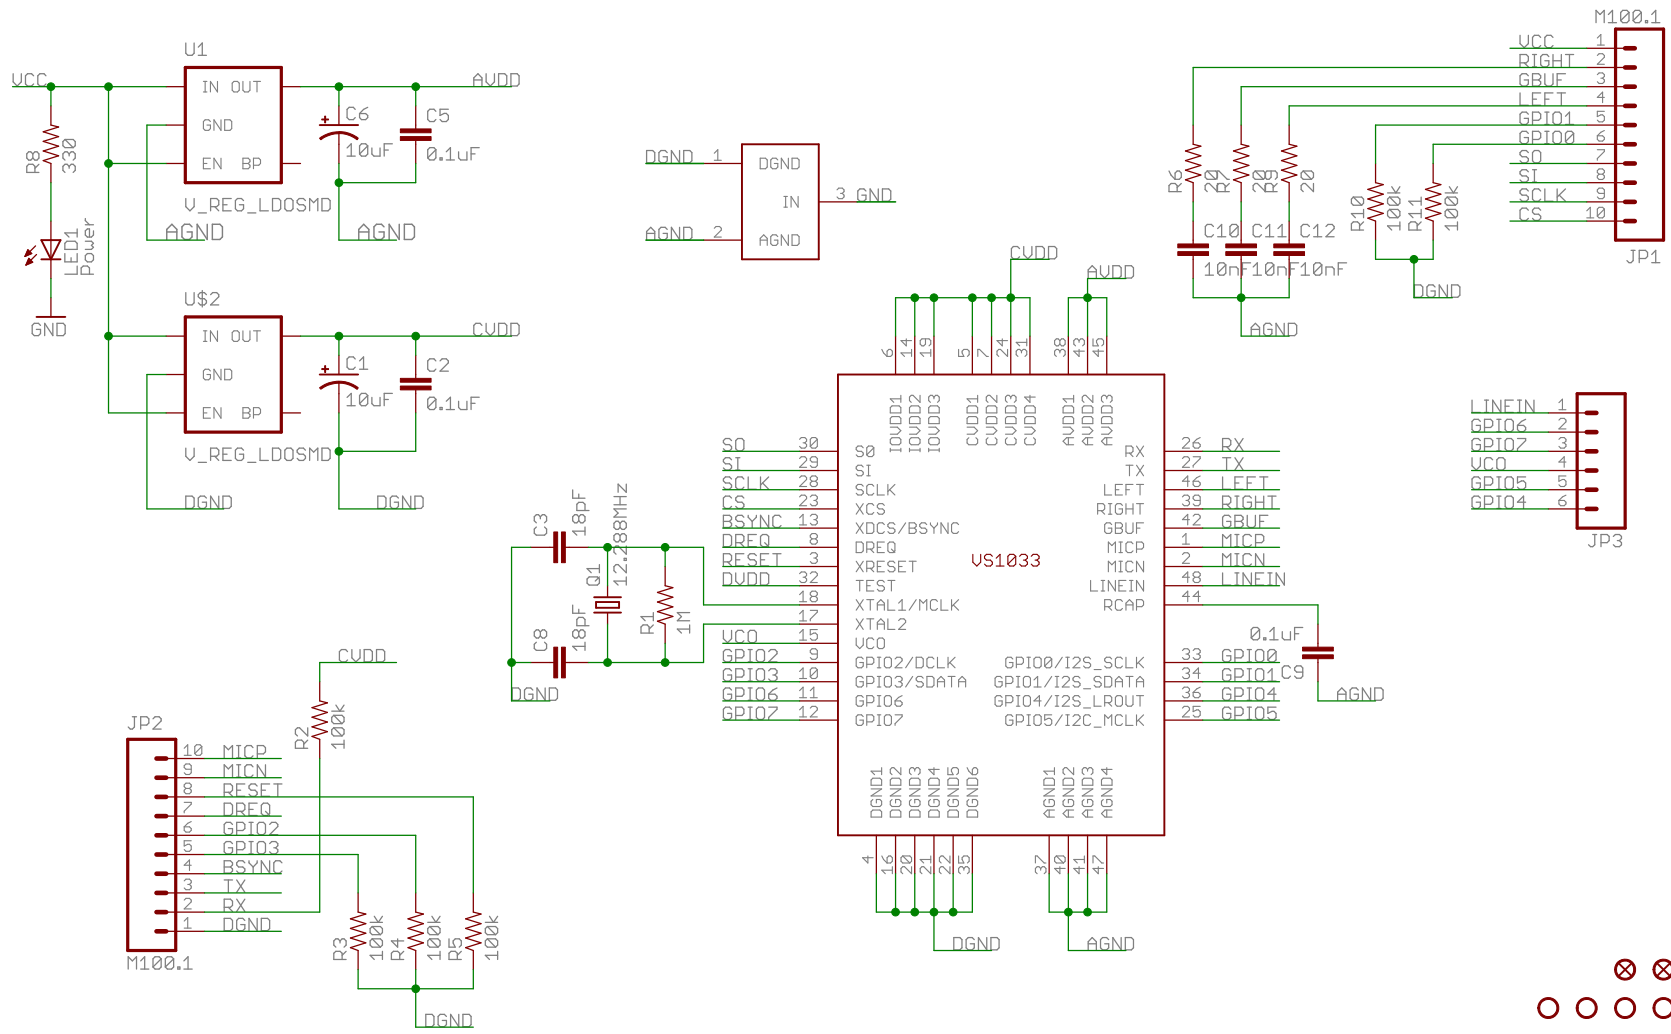 U1
VCC
IN OUT
GND
EN BP
V_REG_LDOSMD
AVDD
C6
10uF
C5
0.1uF
AGND
AGND
R8
330
LED1
Power
GND
U$2
IN OUT
GND
EN BP
V_REG_LDOSMD
CVDD
C1
10uF
C2
0.1uF
DGND
DGND
DGND 1
DGND
IN
3 GND
AGND 2
AGND
M100.1
VCC 1
RIGHT 2
GBUF 3
LEFT 4
GPIO1 5
GPIO0 6
SO 7
SI 8
SCLK 9
CS 10
JP1
R6
20
R7
20
R9
20
R10
100k
R11
100k
C10
10nF
C11
10nF
C12
10nF
AGND
DGND
LINEIN 1
GPIO6 2
GPIO7 3
VCO 4
GPIO5 5
GPIO4 6
JP3
CVDD
AVDD
6 14 19 5 7 24 31 38 43 45
IOVDD1 IOVDD2 IOVDD3 CVDD1 CVDD2 CVDD3 CVDD4 AVDD1 AVDD2 AVDD3
VS1033
SO 30 S0
SI 29 SI
SCLK 28 SCLK
CS 23 XCS
BSYNC 13 XDCS/BSYNC
DREQ 8 DREQ
RESET 3 XRESET
DVDD 32 TEST
18 XTAL1/MCLK
17 XTAL2
VCO 15 VCO
GPIO2 9 GPIO2/DCLK
GPIO3 10 GPIO3/SDATA
GPIO6 11 GPIO6
GPIO7 12 GPIO7
RX 26 RX
TX 27 TX
LEFT 46 LEFT
RIGHT 39 RIGHT
GBUF 42 GBUF
MICP 1 MICP
MICN 2 MICN
LINEIN 48 LINEIN
RCAP 44
GPIO0/I2S_SCLK 33 GPIO0
GPIO1/I2S_SDATA 34 GPIO1
GPIO4/I2S_LROUT 36 GPIO4
GPIO5/I2C_MCLK 25 GPIO5
0.1uF
C9
AGND
DGND1 DGND2 DGND3 DGND4 DGND5 DGND6 AGND1 AGND2 AGND3 AGND4
4 16 20 21 22 35 37 40 41 47
DGND
AGND
C3
18pF
Q1
12.288MHz
R1
1M
C8
18pF
DGND
CVDD
R2
100k
JP2
10 MICP
9 MICN
8 RESET
7 DREQ
6 GPIO2
5 GPIO3
4 BSYNC
3 TX
2 RX
1 DGND
M100.1
R3
100k
R4
100k
R5
100k
DGND